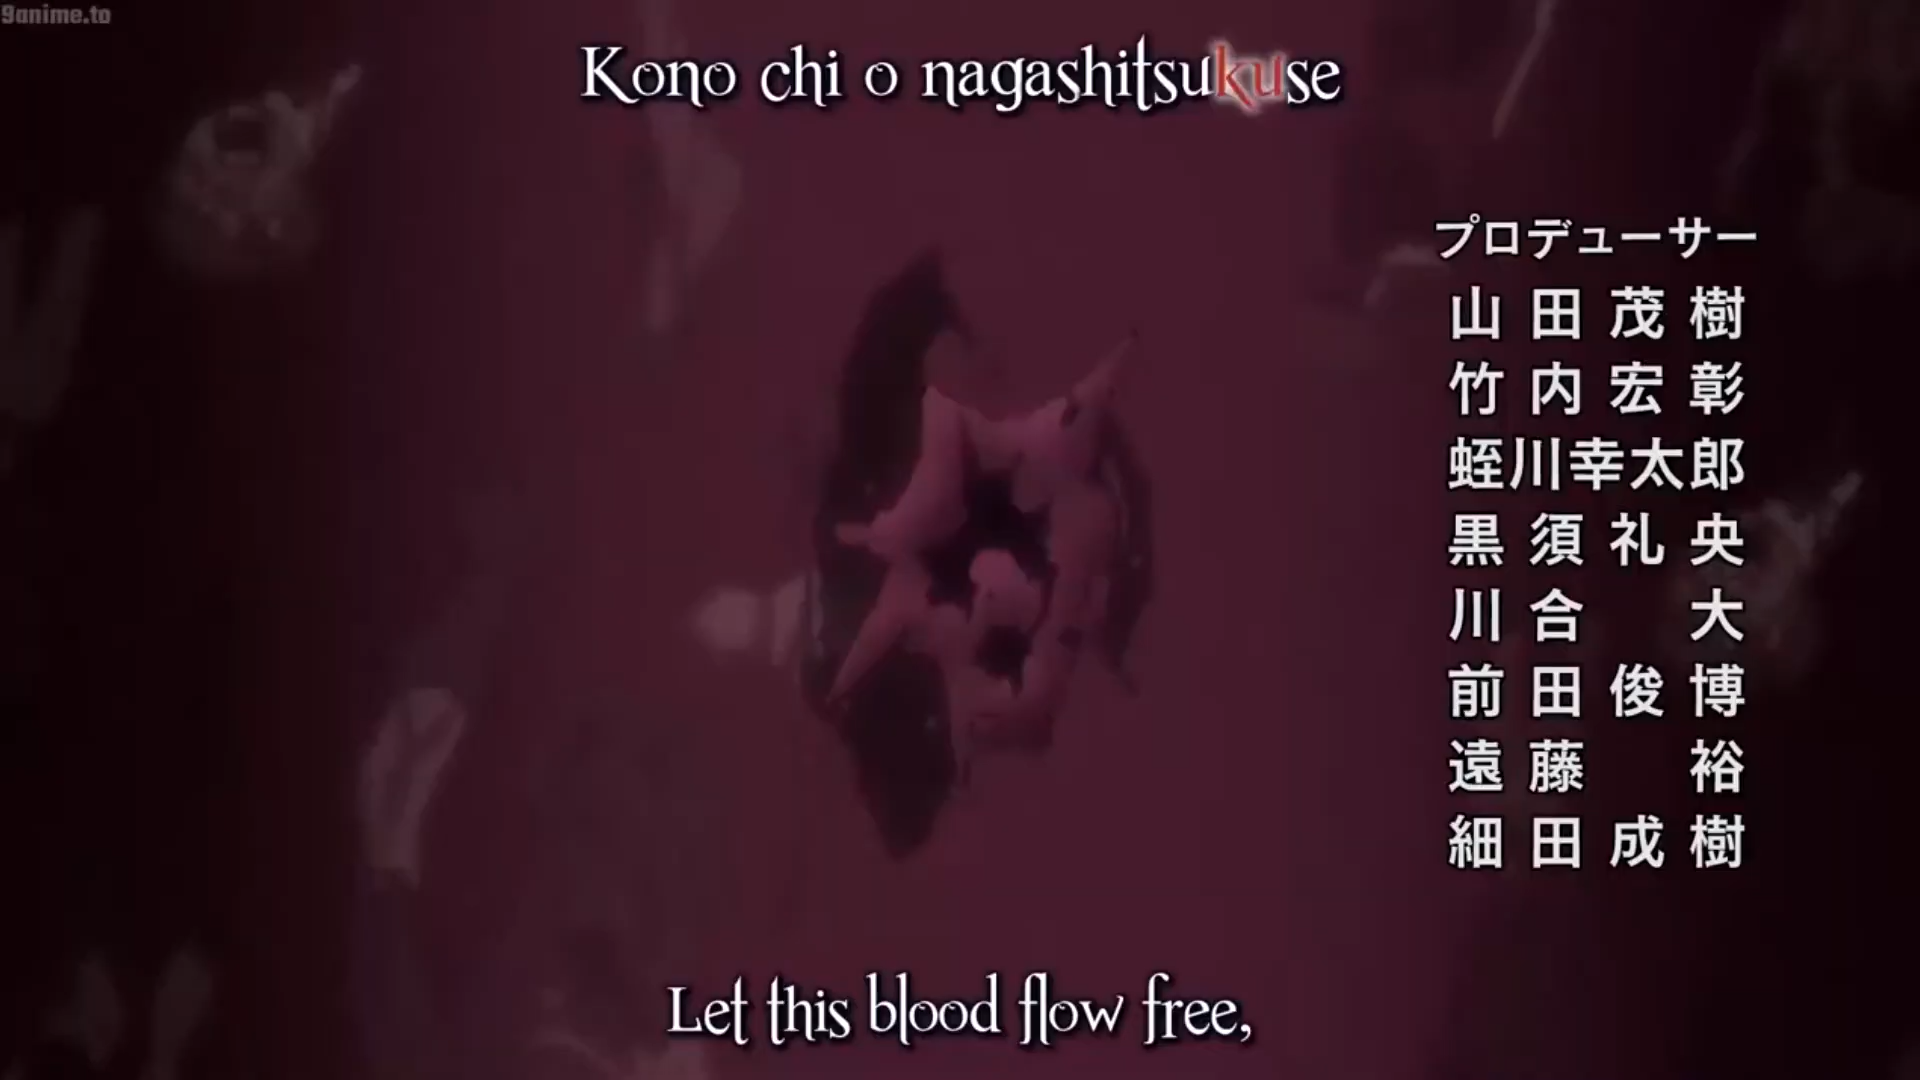 9anime.to
Kono chi o nagashitsukuse
プロデューサー
山田茂樹
竹内宏彰
蛭川幸太郎
黒須礼央
川合 大
前田俊博
遠藤 裕
細田成樹
Let this blood flow free,